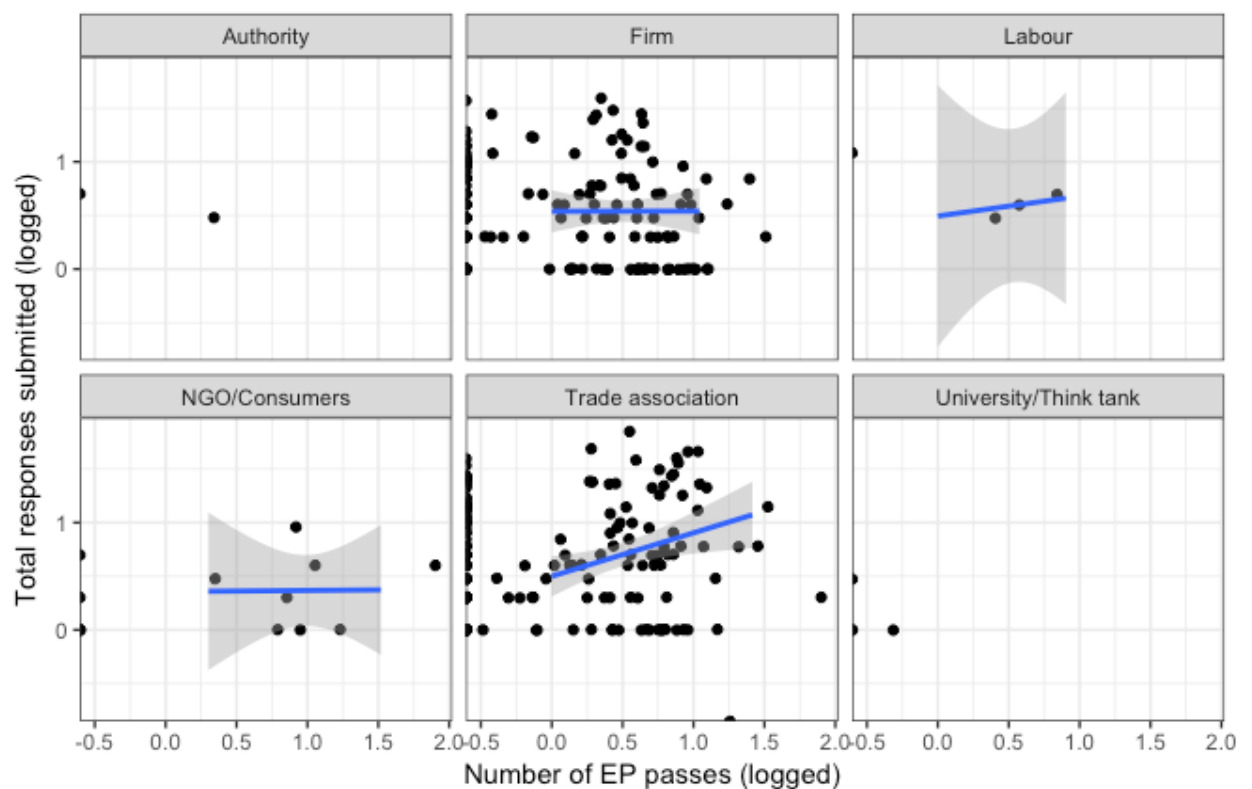 Authority Firm Labour
1
0
NGO/Consumers Trade association University/Think tank
1
0
-0.5 0.0 0.5 1.0 1.5 2.0 -0.5 0.0 0.5 1.0 1.5 2.0 -0.5 0.0 0.5 1.0 1.5 2.0
Number of EP passes (logged)
Total responses submitted (logged)